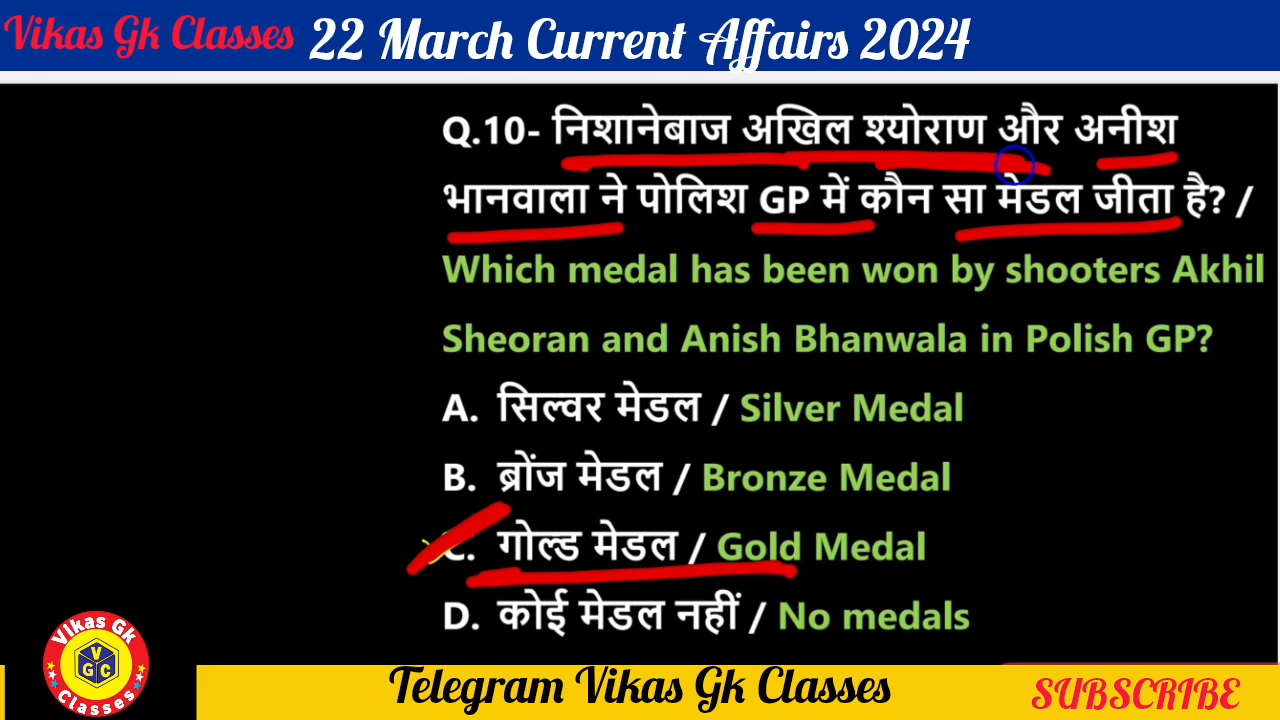 Vikas Gk Classes 22 March Current Affairs 2024
Q.10- निशानेबाज अखिल श्योराण और अनीश
भानवाला ने पोलिश GP में कौन सा मेडल जीता है? /
Which medal has been won by shooters Akhil
Sheoran and Anish Bhanwala in Polish GP?
A. सिल्वर मेडल / Silver Medal
B. ब्रोंज मेडल / Bronze Medal
C. गोल्ड मेडल / Gold Medal
D. कोई मेडल नहीं / No medals
Vikas Gk
V
G C
Classes
Telegram Vikas Gk Classes
SUBSCRIBE